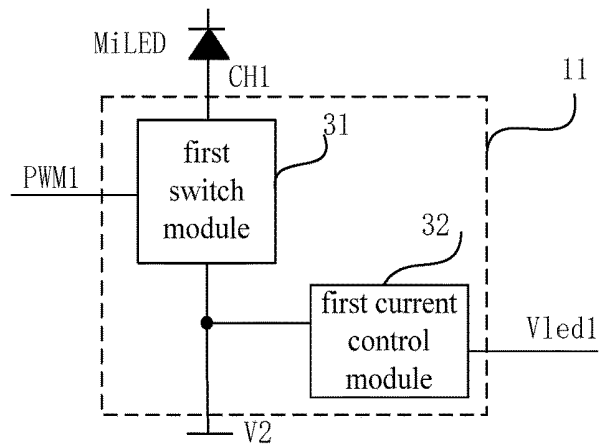 MiLED
CH1
11
31
first
switch
module
PWM1
32
first current
control
module
Vled1
V2